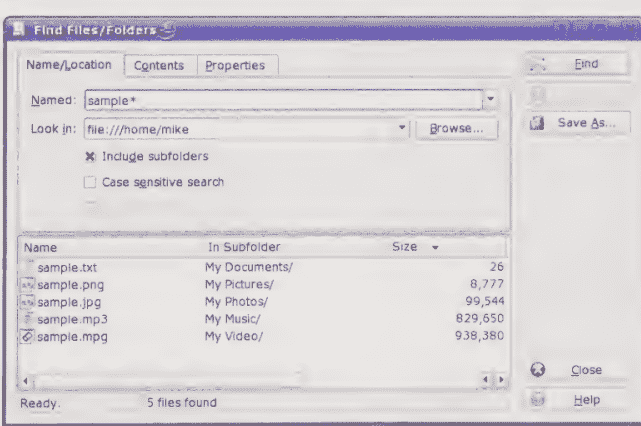 Find Files/Folders
Name/Location Contents Properties
Named: sample*
Look in: file:///home/mike Browse...
Include subfolders
Case sensitive search
Find
Save As...
Name In Subfolder Size
sample.txt My Documents/ 26
sample.png My Pictures/ 8,777
sample.jpg My Photos/ 99,544
sample.mp3 My Music/ 829,650
sample.mpg My Video/ 938,380
Close
Help
Ready. 5 files found